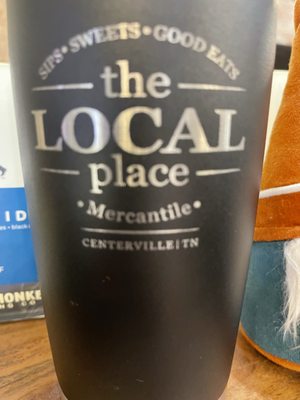 SIPS • SWEETS • GOOD EATS
the
LOCAL
place
• Mercantile •
CENTERVILLE | TN